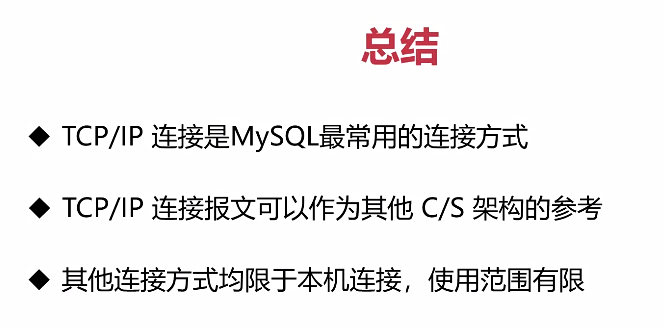 总结
◆ TCP/IP 连接是MySQL最常用的连接方式
◆ TCP/IP 连接报文可以作为其他 C/S 架构的参考
◆ 其他连接方式均限于本机连接，使用范围有限